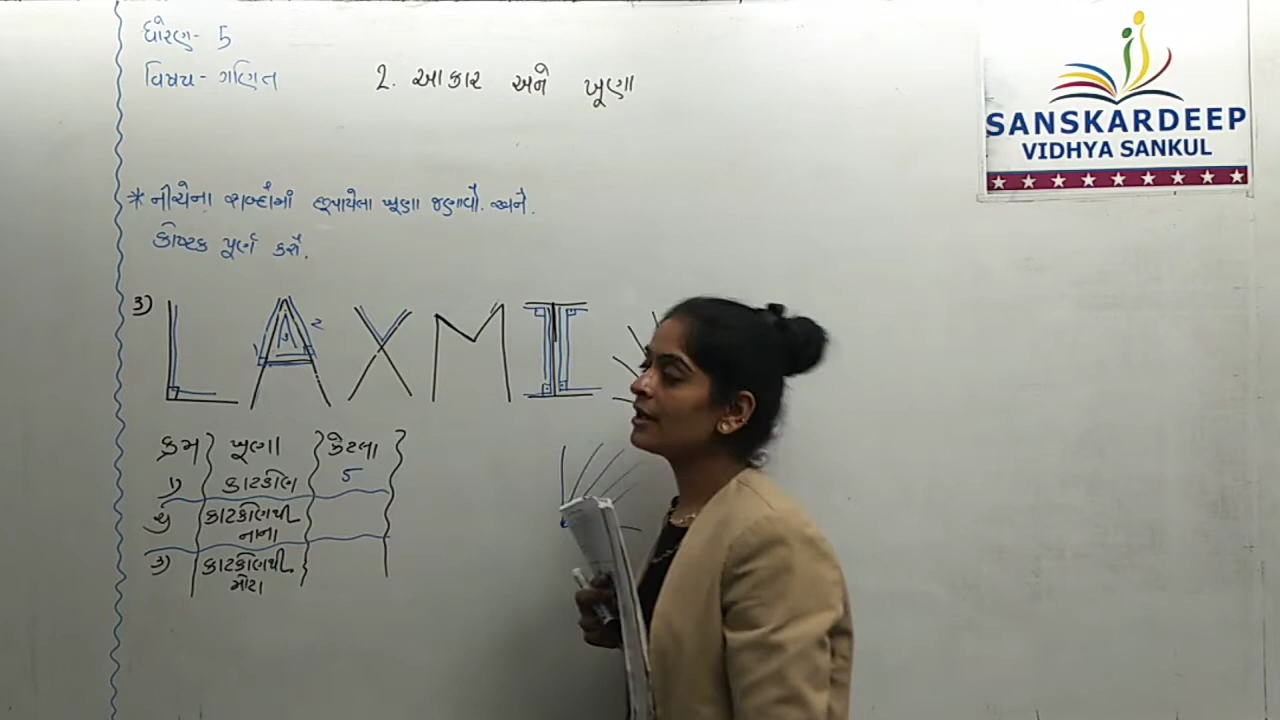 ધોરણ- 5
વિષય - ગણિત
2. આકાર અને ખૂણા
SANSKARDEEP
VIDHYA SANKUL
* નીચેના શબ્દોમાં છૂપાયેલા ખૂણા જણાવો. અને.
કોષ્ટક પૂર્ણ કરો.
3) LAXMI
ક્રમ ખૂણા કેટલા
1) કાટકોણ 5
2) કાટકોણથી નાના
3) કાટકોણથી મોટા